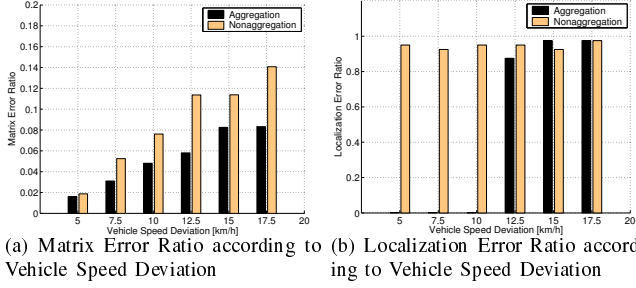 0.2
0.18
0.16
0.14
0.12
0.1
0.08
0.06
0.04
0.02
0
Matrix Error Ratio
Aggregation
Nonaggregation
5 7.5 10 12.5 15 17.5 20
Vehicle Speed Deviation [km/h]
1
0.8
0.6
0.4
0.2
0
Localization Error Ratio
Aggregation
Nonaggregation
5 7.5 10 12.5 15 17.5 20
Vehicle Speed Deviation [km/h]
(a) Matrix Error Ratio according to
Vehicle Speed Deviation
(b) Localization Error Ratio accord-
ing to Vehicle Speed Deviation